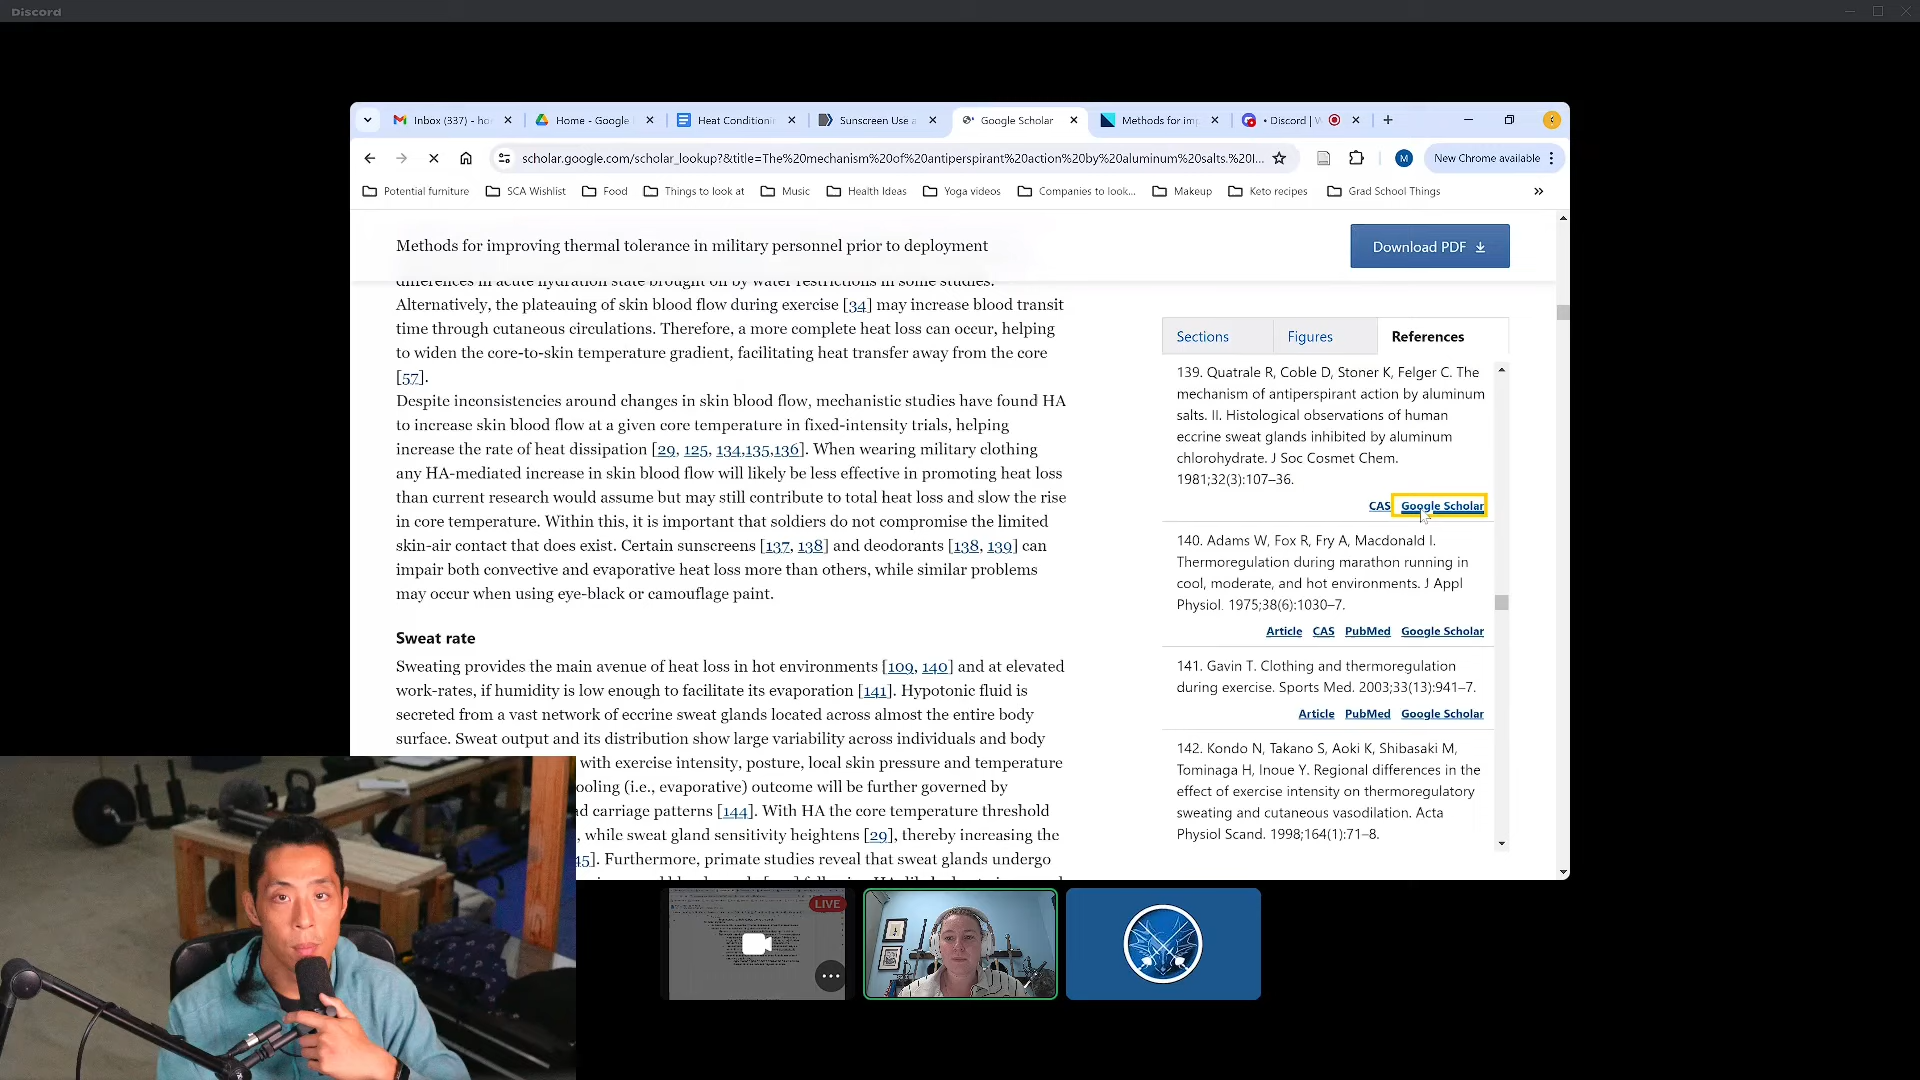 Discord
Inbox (337) - ho
Home - Google
Heat Conditioni
Sunscreen Use a
Google Scholar
Methods for imp
• Discord | V
scholar.google.com/scholar_lookup?&title=The%20mechanism%20of%20antiperspirant%20action%20by%20aluminum%20salts.%20I...
M
New Chrome available
Potential furniture
SCA Wishlist
Food
Things to look at
Music
Health Ideas
Yoga videos
Companies to look...
Makeup
Keto recipes
Grad School Things
»
Methods for improving thermal tolerance in military personnel prior to deployment
Download PDF
differences in acute hydration state brought on by water restrictions in some studies.
Alternatively, the plateauing of skin blood flow during exercise [34] may increase blood transit
time through cutaneous circulations. Therefore, a more complete heat loss can occur, helping
to widen the core-to-skin temperature gradient, facilitating heat transfer away from the core
[57].
Despite inconsistencies around changes in skin blood flow, mechanistic studies have found HA
to increase skin blood flow at a given core temperature in fixed-intensity trials, helping
increase the rate of heat dissipation [29, 125, 134,135,136]. When wearing military clothing
any HA-mediated increase in skin blood flow will likely be less effective in promoting heat loss
than current research would assume but may still contribute to total heat loss and slow the rise
in core temperature. Within this, it is important that soldiers do not compromise the limited
skin-air contact that does exist. Certain sunscreens [137, 138] and deodorants [138, 139] can
impair both convective and evaporative heat loss more than others, while similar problems
may occur when using eye-black or camouflage paint.
Sweat rate
Sweating provides the main avenue of heat loss in hot environments [109, 140] and at elevated
work-rates, if humidity is low enough to facilitate its evaporation [141]. Hypotonic fluid is
secreted from a vast network of eccrine sweat glands located across almost the entire body
surface. Sweat output and its distribution show large variability across individuals and body
with exercise intensity, posture, local skin pressure and temperature
ooling (i.e., evaporative) outcome will be further governed by
d carriage patterns [144]. With HA the core temperature threshold
, while sweat gland sensitivity heightens [29], thereby increasing the
45]. Furthermore, primate studies reveal that sweat glands undergo
Sections
Figures
References
139. Quatrale R, Coble D, Stoner K, Felger C. The
mechanism of antiperspirant action by aluminum
salts. II. Histological observations of human
eccrine sweat glands inhibited by aluminum
chlorohydrate. J Soc Cosmet Chem.
1981;32(3):107–36.
CAS Google Scholar
140. Adams W, Fox R, Fry A, Macdonald I.
Thermoregulation during marathon running in
cool, moderate, and hot environments. J Appl
Physiol. 1975;38(6):1030–7.
Article CAS PubMed Google Scholar
141. Gavin T. Clothing and thermoregulation
during exercise. Sports Med. 2003;33(13):941–7.
Article PubMed Google Scholar
142. Kondo N, Takano S, Aoki K, Shibasaki M,
Tominaga H, Inoue Y. Regional differences in the
effect of exercise intensity on thermoregulatory
sweating and cutaneous vasodilation. Acta
Physiol Scand. 1998;164(1):71–8.
LIVE